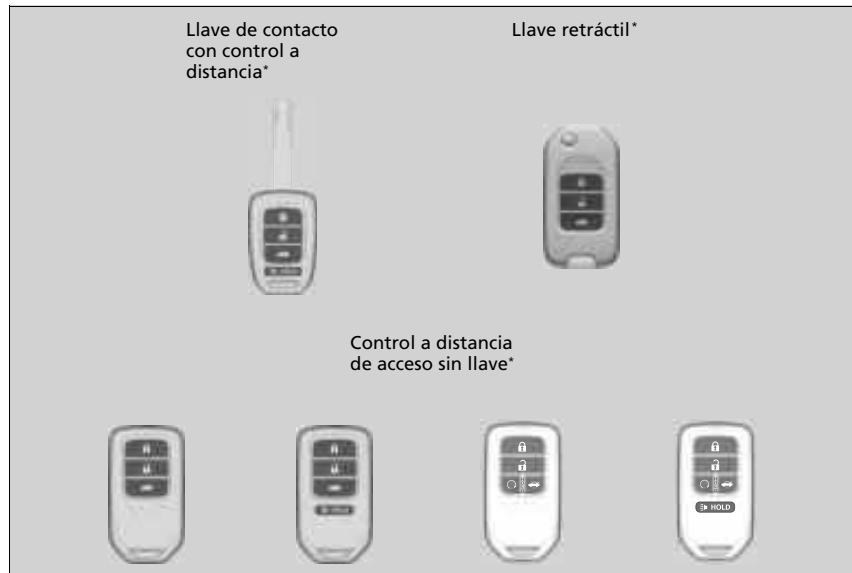 Llave de contacto
con control a
distancia*
Llave retráctil*
Control a distancia
de acceso sin llave*
HOLD